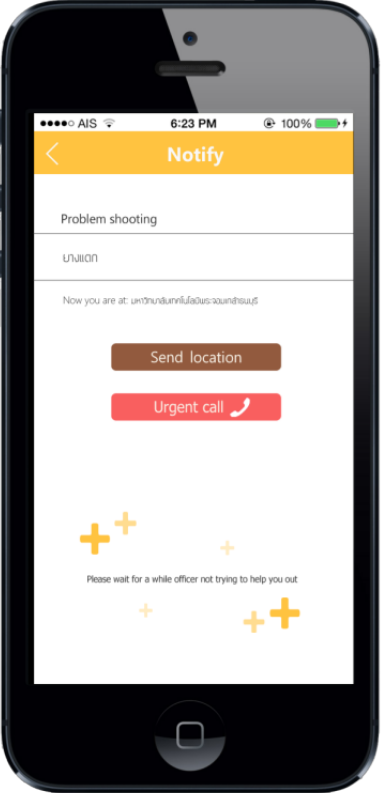 AIS 6:23 PM 100%
Notify
Problem shooting
ยางแตก
Now you are at: มหาวิทยาลัยเทคโนโลยีพระจอมเกล้าธนบุรี
Send location
Urgent call
Please wait for a while officer not trying to help you out